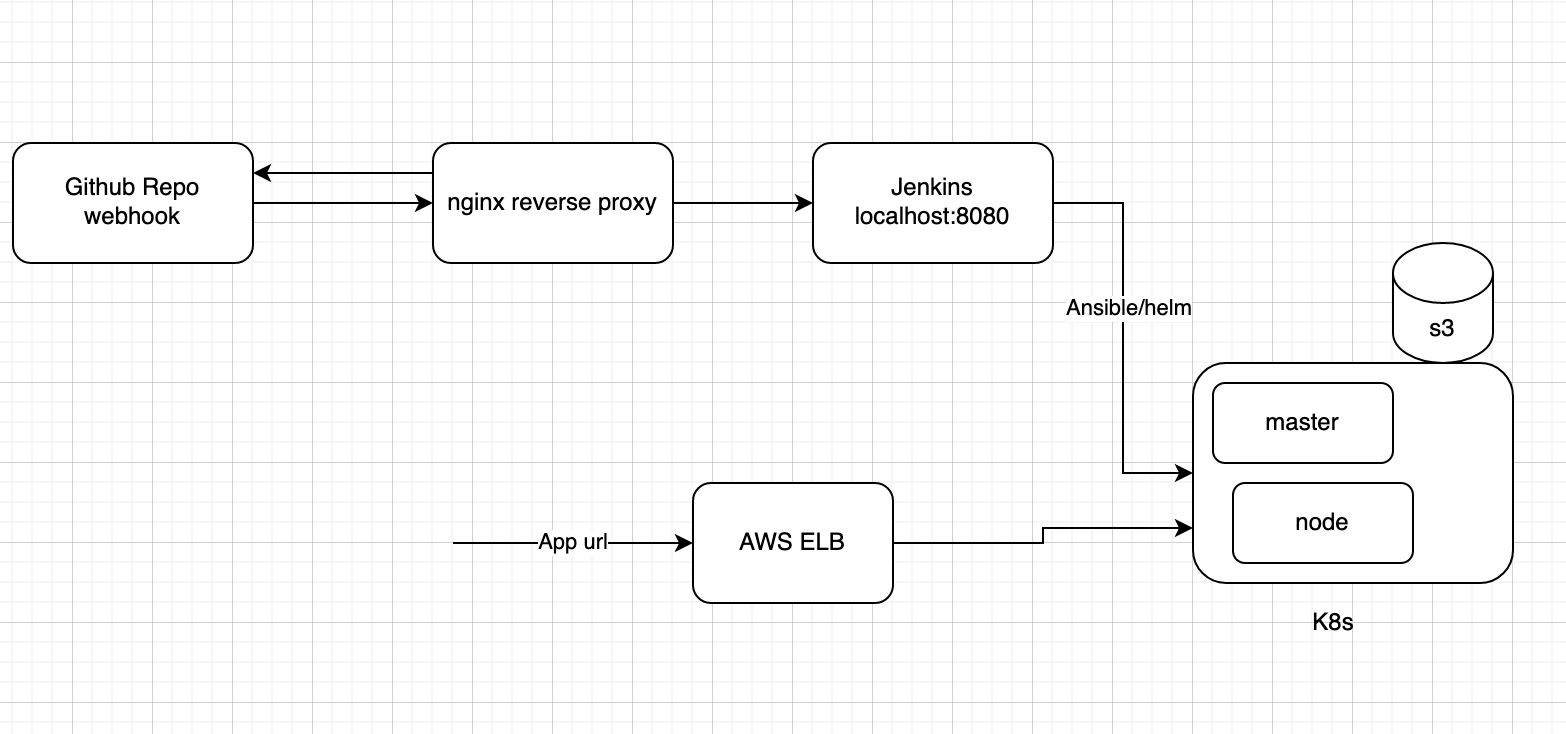 Github Repo
webhook
nginx reverse proxy
Jenkins
localhost:8080
Ansible/helm
s3
master
node
App url
AWS ELB
K8s